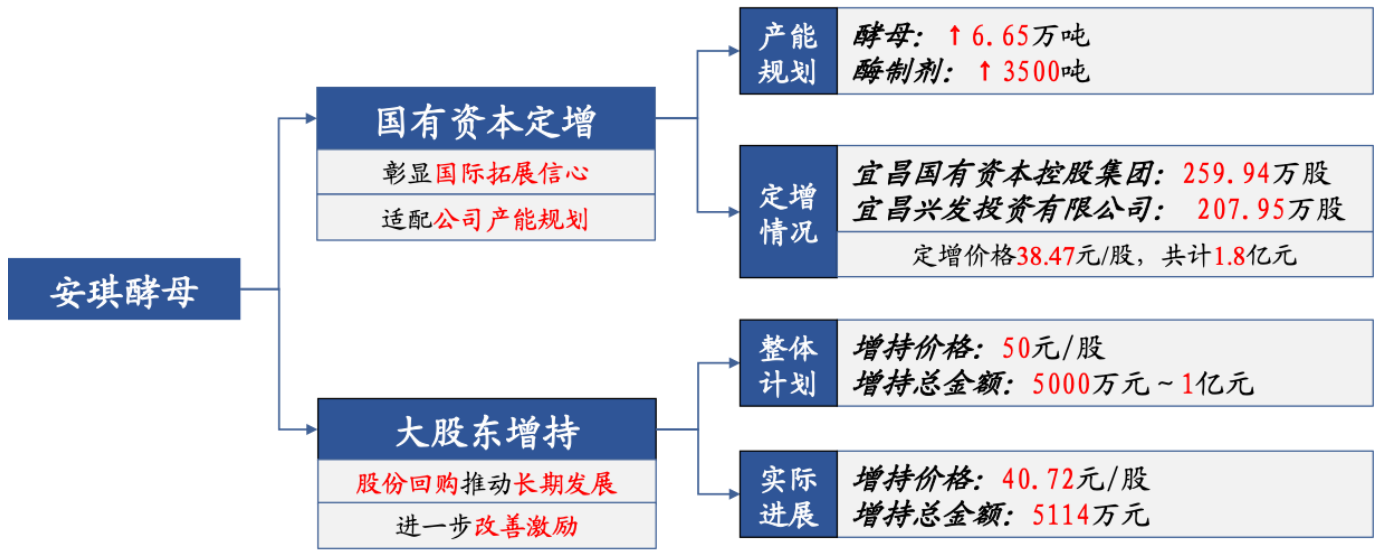 安琪酵母
国有资本定增
彰显国际拓展信心
适配公司产能规划
产能
规划
酵母：↑6.65万吨
酶制剂：↑3500吨
定增
情况
宜昌国有资本控股集团：259.94万股
宜昌兴发投资有限公司： 207.95万股
定增价格38.47元/股，共计1.8亿元
大股东增持
股份回购推动长期发展
进一步改善激励
整体
计划
增持价格：50元/股
增持总金额：5000万元~1亿元
实际
进展
增持价格：40.72元/股
增持总金额：5114万元